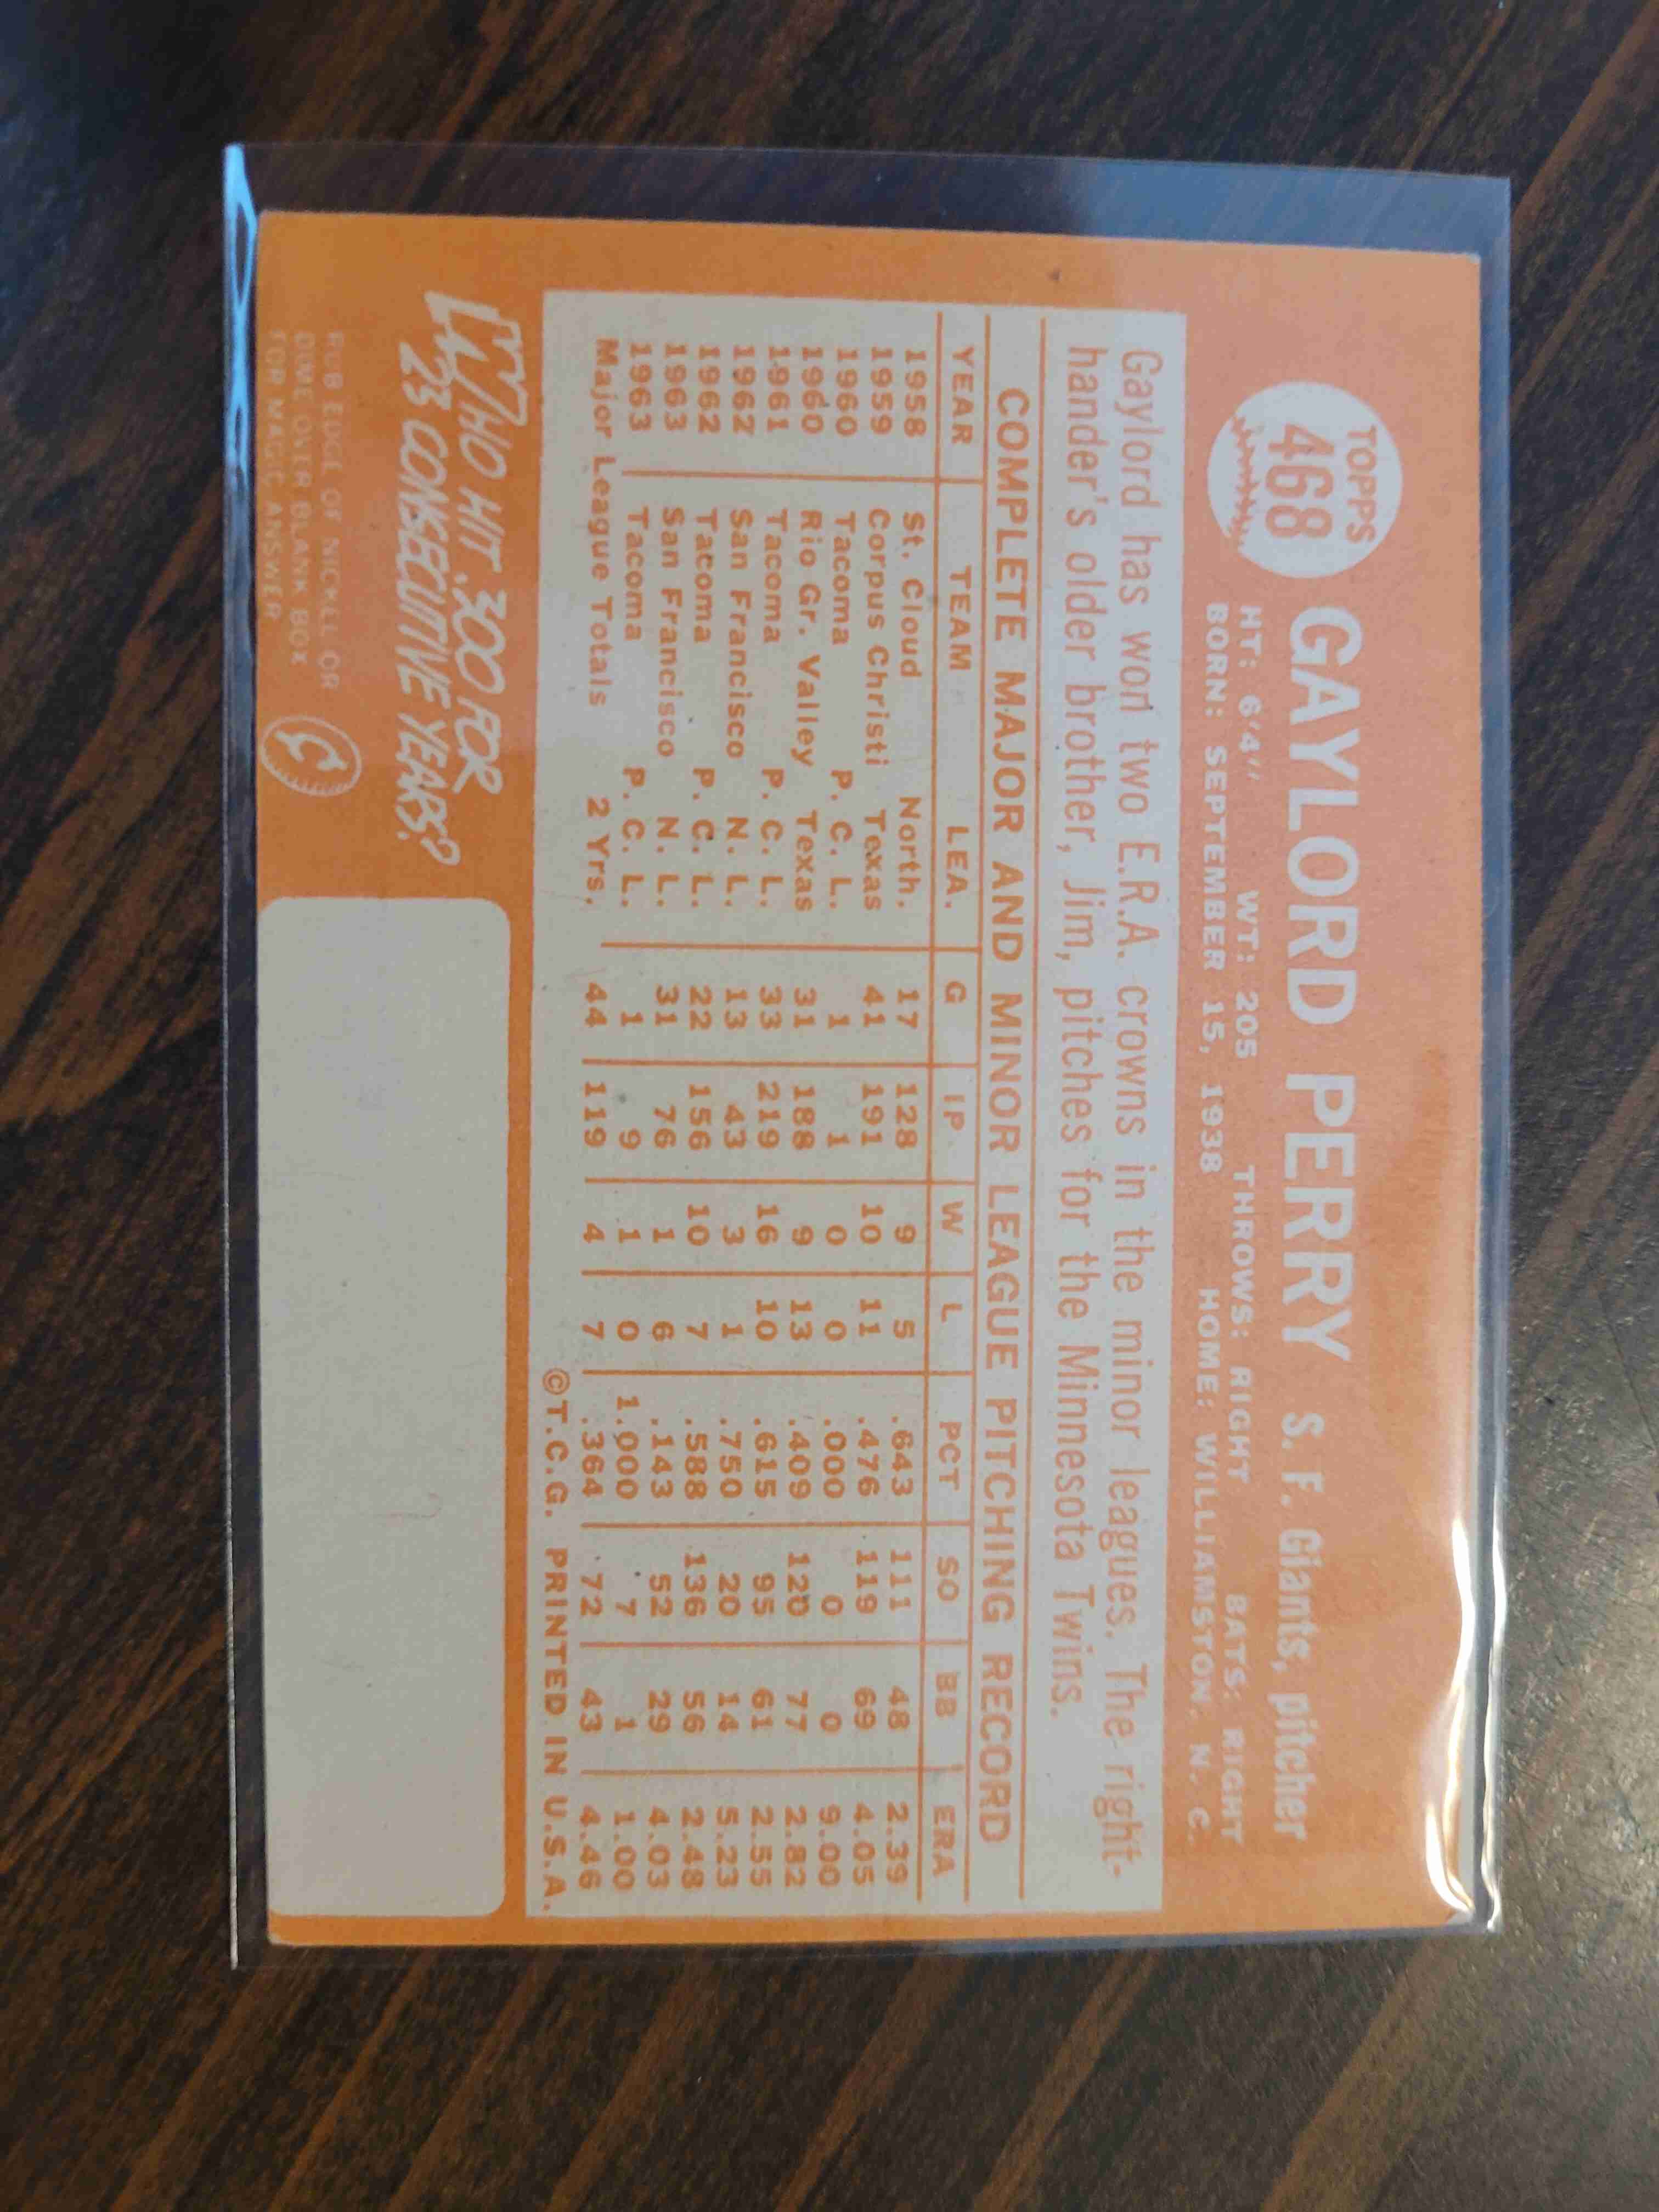 TOPPS
468
GAYLORD PERRY S. F. Giants, pitcher
HT: 6'4" WT: 205 THROWS: RIGHT BATS: RIGHT
BORN: SEPTEMBER 15, 1938 HOME: WILLIAMSTON, N. C.
Gaylord has won two E.R.A. crowns in the minor leagues. The right-
hander's older brother, Jim, pitches for the Minnesota Twins.
COMPLETE MAJOR AND MINOR LEAGUE PITCHING RECORD
YEAR TEAM LEA. G IP W L PCT SO BB ERA
1958 St. Cloud North. 17 128 9 5 .643 111 48 2.39
1959 Corpus Christi Texas 41 191 10 11 .476 119 69 4.05
1960 Tacoma P. C. L. 1 1 0 0 .000 0 0 9.00
1960 Rio Gr. Valley Texas 31 188 9 13 .409 120 77 2.82
1961 Tacoma P. C. L. 33 219 16 10 .615 95 61 2.55
1962 San Francisco N. L. 13 43 3 1 .750 20 14 5.23
1962 Tacoma P. C. L. 22 156 10 7 .588 136 56 2.48
1963 San Francisco N. L. 31 76 1 6 .143 52 29 4.03
1963 Tacoma P. C. L. 1 9 1 0 1.000 7 1 1.00
Major League Totals 2 Yrs. 44 119 4 7 .364 72 43 4.46
©T.C.G. PRINTED IN U.S.A.
WHO HIT .300 FOR
23 CONSECUTIVE YEARS?
RUB EDGE OF NICKEL OR
DIME OVER BLANK BOX
FOR MAGIC ANSWER